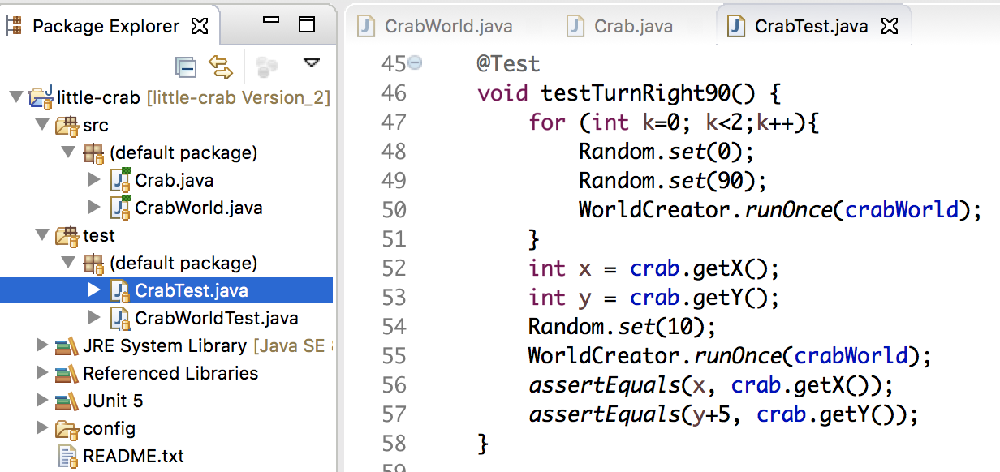 Package Explorer
little-crab [little-crab Version_2]
src
(default package)
Crab.java
CrabWorld.java
test
(default package)
CrabTest.java
CrabWorldTest.java
JRE System Library [Java SE
Referenced Libraries
JUnit 5
config
README.txt
CrabWorld.java Crab.java CrabTest.java
45 @Test
46 void testTurnRight90() {
47 for (int k=0; k<2;k++){
48 Random.set(0);
49 Random.set(90);
50 WorldCreator.runOnce(crabWorld);
51 }
52 int x = crab.getX();
53 int y = crab.getY();
54 Random.set(10);
55 WorldCreator.runOnce(crabWorld);
56 assertEquals(x, crab.getX());
57 assertEquals(y+5, crab.getY());
58 }
59